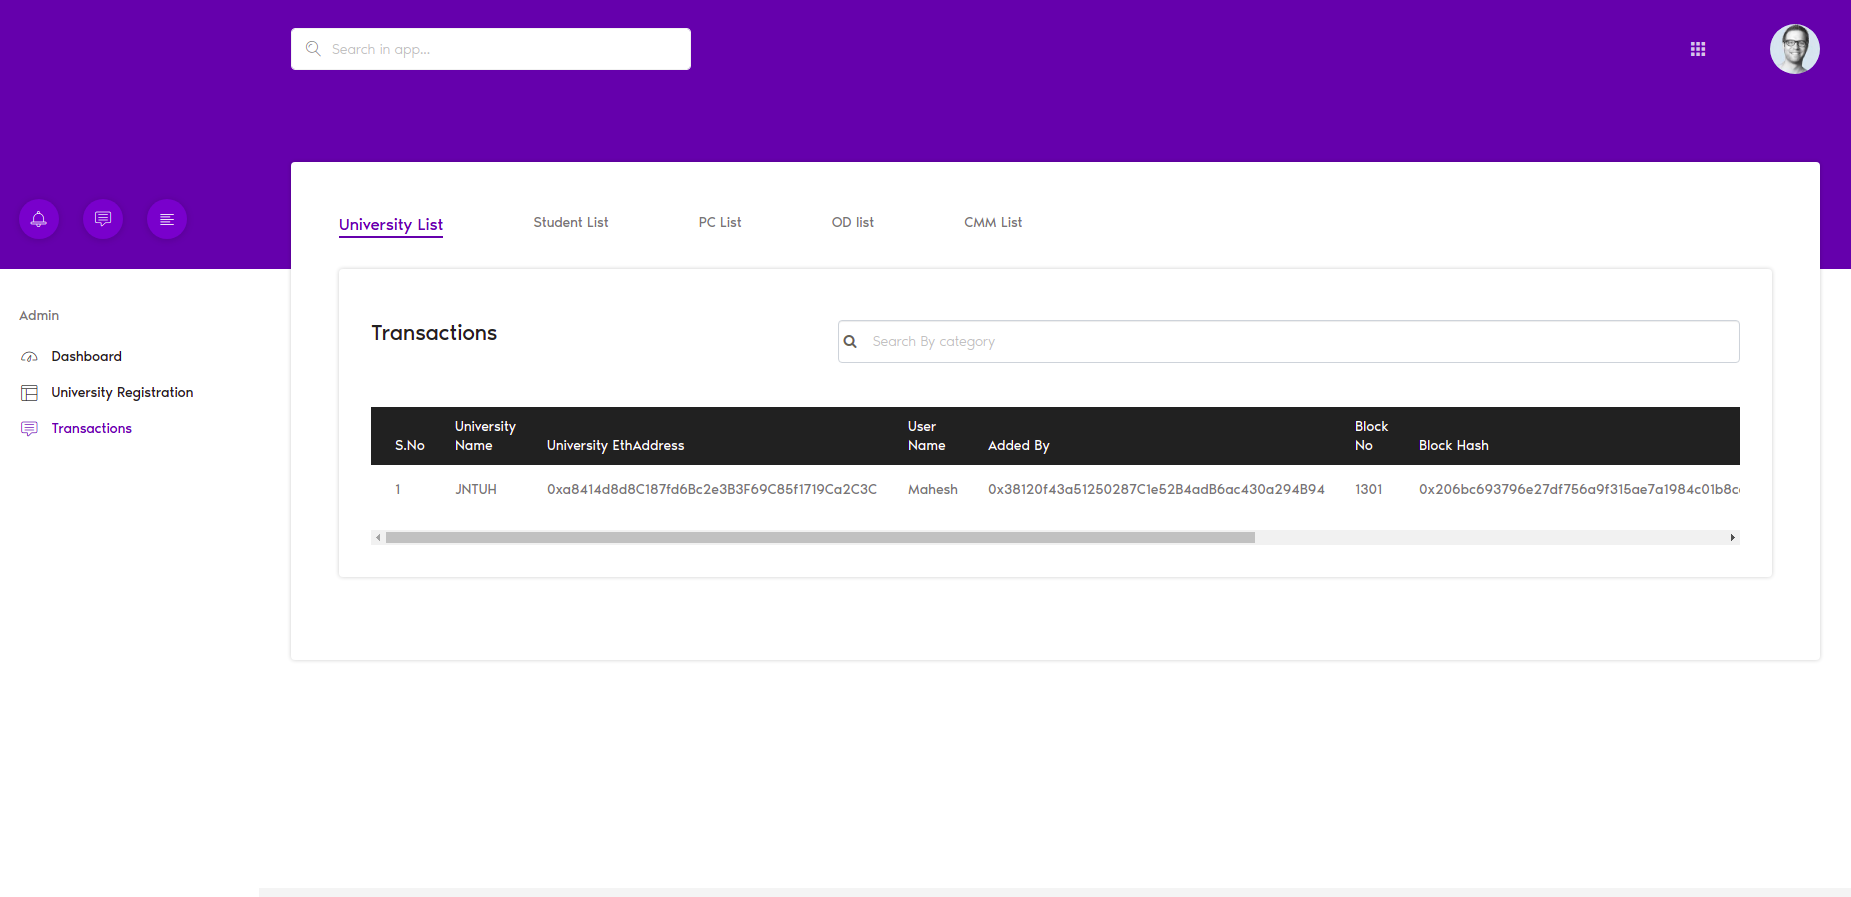 Search in app...
University List
Student List
PC List
OD list
CMM List
Admin
Dashboard
University Registration
Transactions
Transactions
Search By category
S.No
University Name
University EthAddress
User Name
Added By
Block No
Block Hash
1
JNTUH
0xa8414d8d8C187fd6Bc2e3B3F69C85f1719Ca2C3C
Mahesh
0x38120f43a51250287C1e52B4adB6ac430a294B94
1301
0x206bc693796e27df756a9f315ae7a1984c01b8c